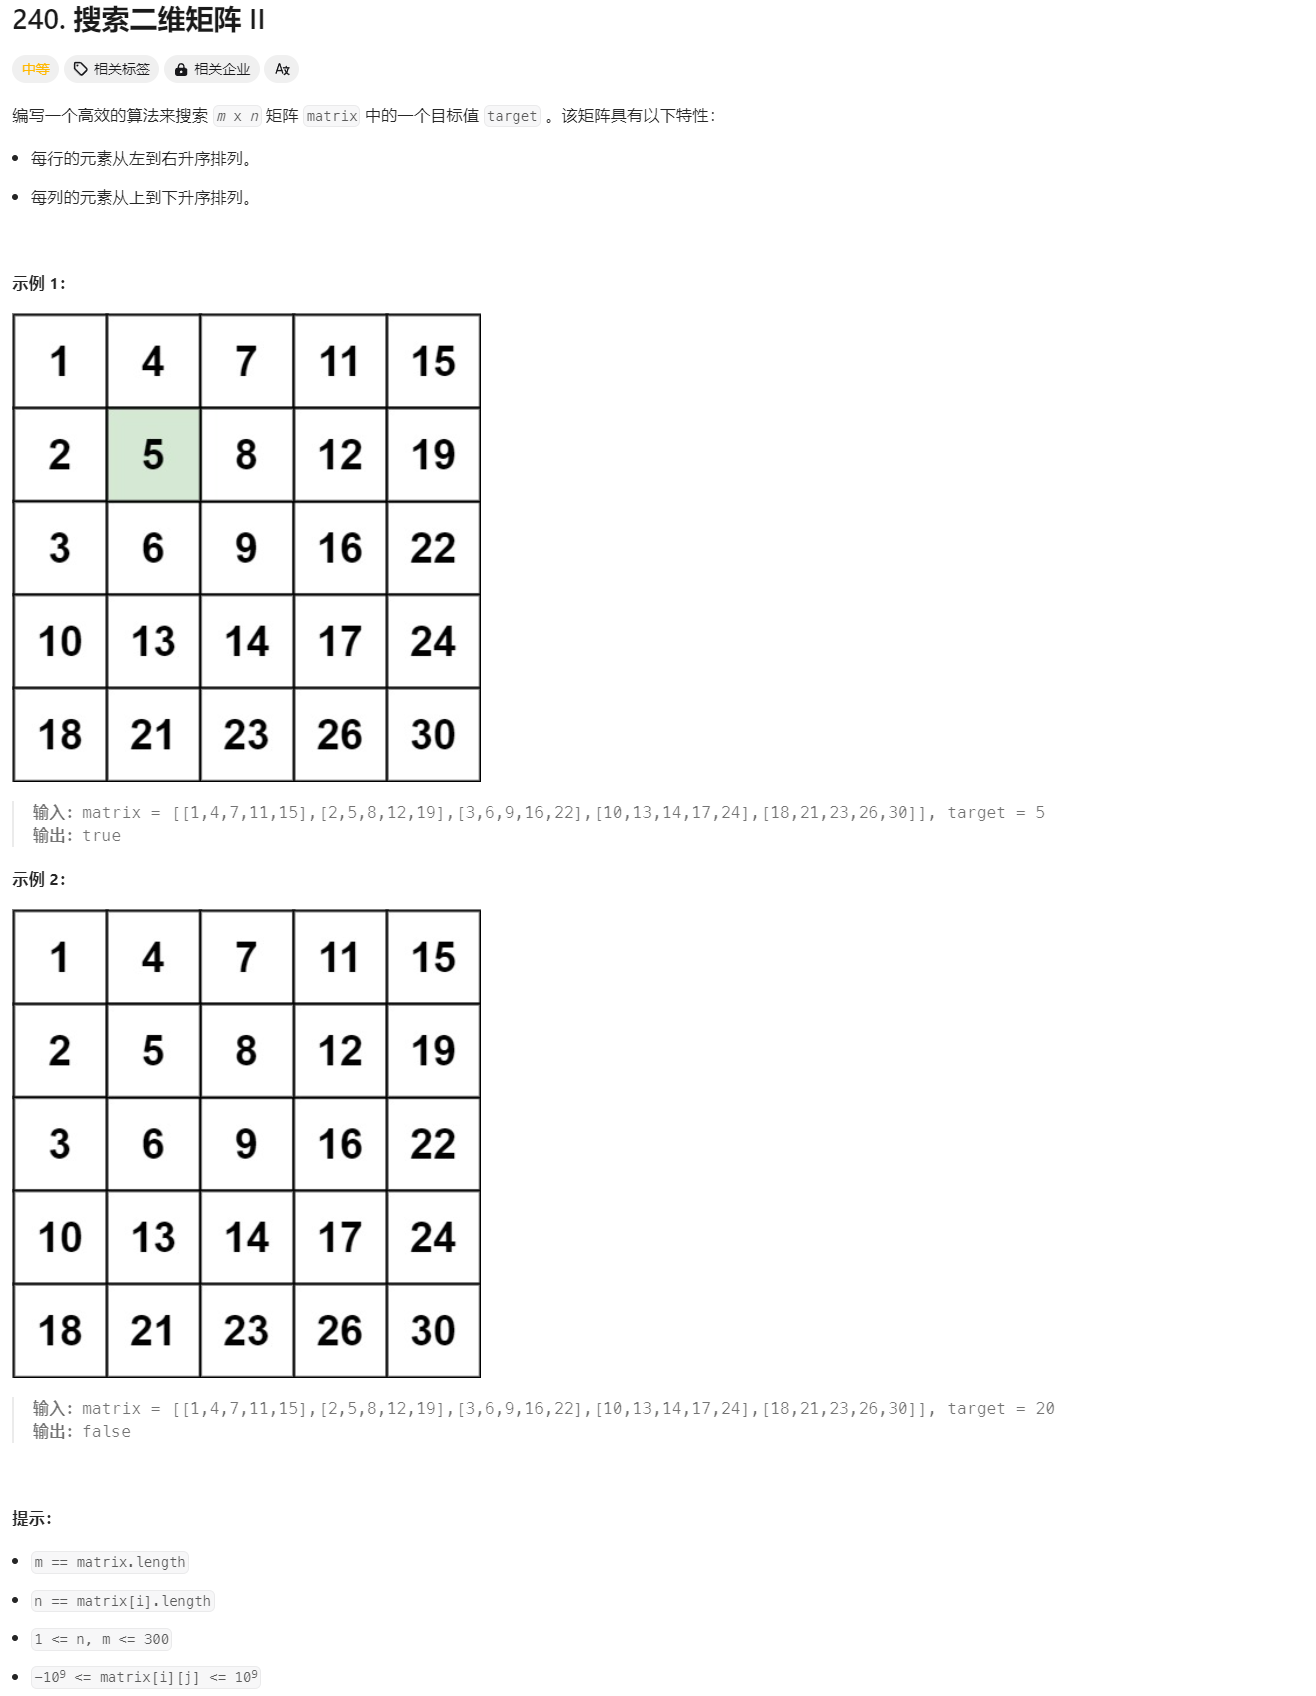 240. 搜索二维矩阵 II
中等 相关标签 相关企业 A文
编写一个高效的算法来搜索 m x n 矩阵 matrix 中的一个目标值 target 。该矩阵具有以下特性：
每行的元素从左到右升序排列。
每列的元素从上到下升序排列。
示例 1：
1 4 7 11 15
2 5 8 12 19
3 6 9 16 22
10 13 14 17 24
18 21 23 26 30
输入：matrix = [[1,4,7,11,15],[2,5,8,12,19],[3,6,9,16,22],[10,13,14,17,24],[18,21,23,26,30]], target = 5
输出：true
示例 2：
1 4 7 11 15
2 5 8 12 19
3 6 9 16 22
10 13 14 17 24
18 21 23 26 30
输入：matrix = [[1,4,7,11,15],[2,5,8,12,19],[3,6,9,16,22],[10,13,14,17,24],[18,21,23,26,30]], target = 20
输出：false
提示：
m == matrix.length
n == matrix[i].length
1 <= n, m <= 300
-10⁹ <= matrix[i][j] <= 10⁹